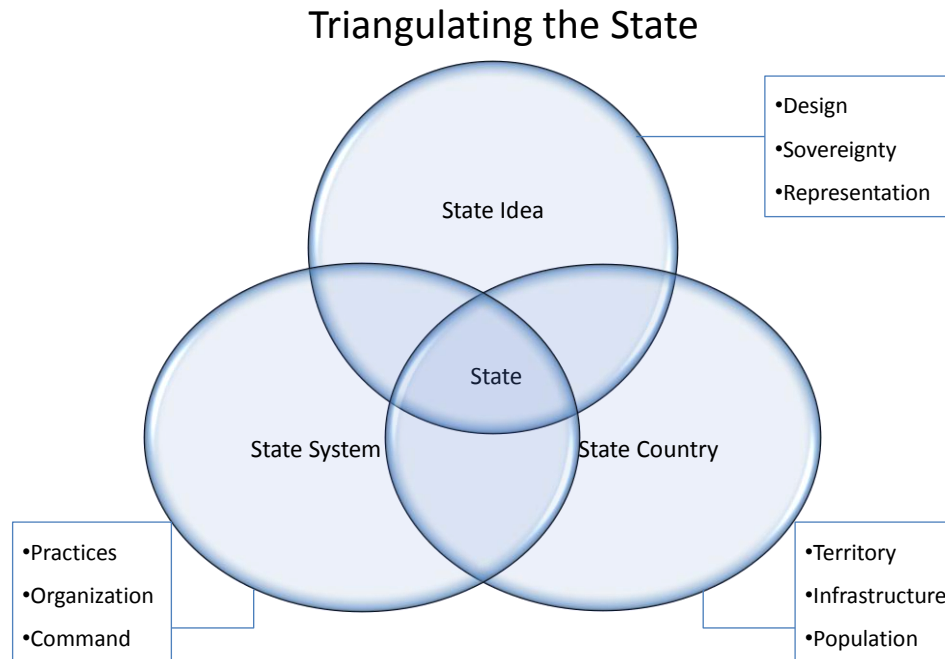 Triangulating the State
•Design
•Sovereignty
•Representation
State Idea
State
State System
State Country
•Practices
•Organization
•Command
•Territory
•Infrastructure
•Population